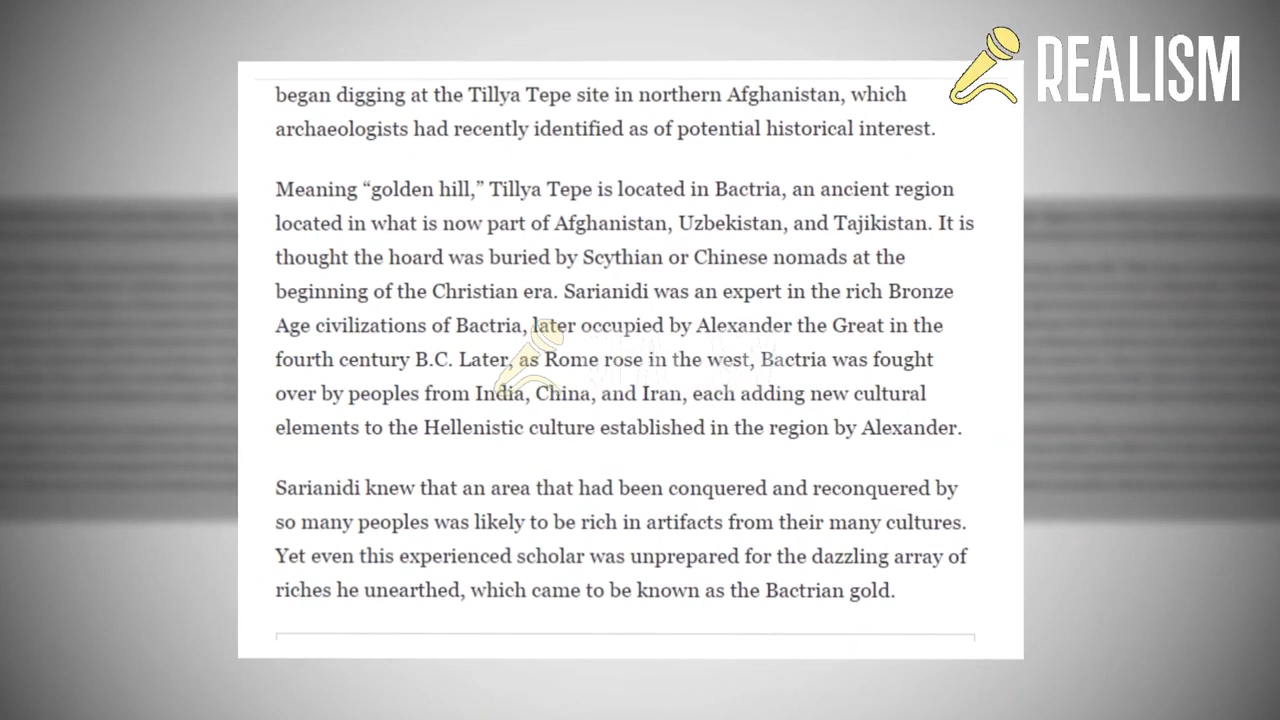 REALISM
began digging at the Tillya Tepe site in northern Afghanistan, which
archaeologists had recently identified as of potential historical interest.
Meaning “golden hill,” Tillya Tepe is located in Bactria, an ancient region
located in what is now part of Afghanistan, Uzbekistan, and Tajikistan. It is
thought the hoard was buried by Scythian or Chinese nomads at the
beginning of the Christian era. Sarianidi was an expert in the rich Bronze
Age civilizations of Bactria, later occupied by Alexander the Great in the
fourth century B.C. Later, as Rome rose in the west, Bactria was fought
over by peoples from India, China, and Iran, each adding new cultural
elements to the Hellenistic culture established in the region by Alexander.
Sarianidi knew that an area that had been conquered and reconquered by
so many peoples was likely to be rich in artifacts from their many cultures.
Yet even this experienced scholar was unprepared for the dazzling array of
riches he unearthed, which came to be known as the Bactrian gold.